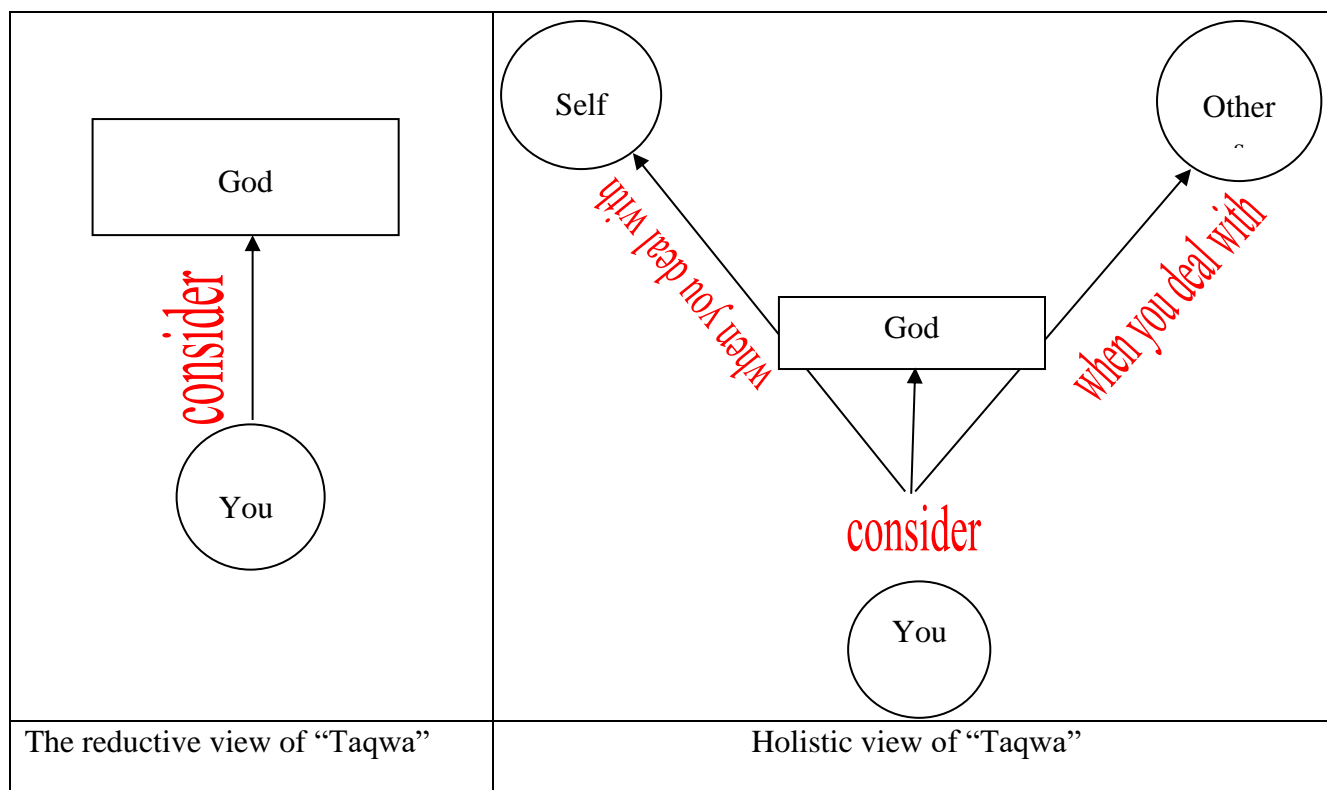 God
consider
You
The reductive view of “Taqwa”
Self
Other
s
when you deal with
when you deal with
God
consider
You
Holistic view of “Taqwa”